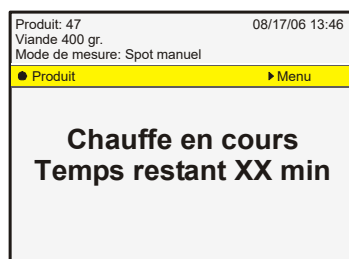 Produit: 47 08/17/06 13:46
Viande 400 gr.
Mode de mesure: Spot manuel
Produit Menu
Chauffe en cours
Temps restant XX min